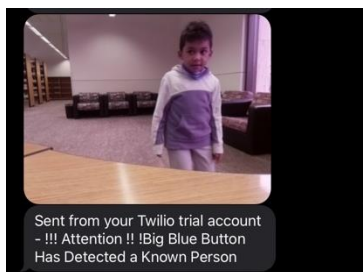 Sent from your Twilio trial account
- !!! Attention !! !Big Blue Button
Has Detected a Known Person